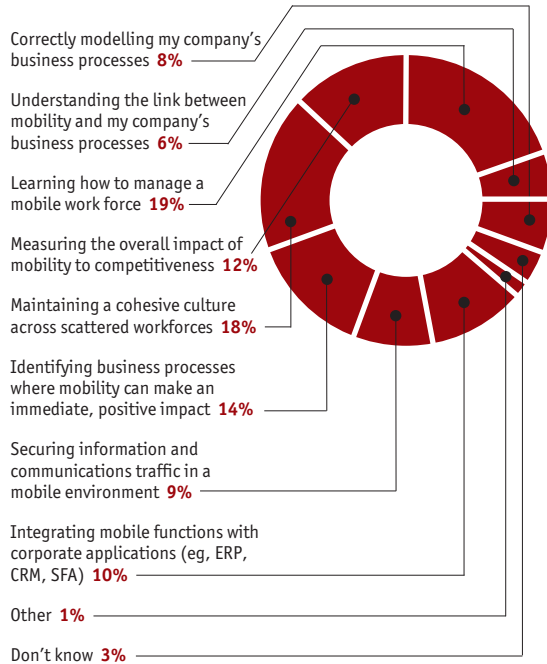 Correctly modelling my company's
business processes 8%
Understanding the link between
mobility and my company's
business processes 6%
Learning how to manage a
mobile work force 19%
Measuring the overall impact of
mobility to competitiveness 12%
Maintaining a cohesive culture
across scattered workforces 18%
Identifying business processes
where mobility can make an
immediate, positive impact 14%
Securing information and
communications traffic in a
mobile environment 9%
Integrating mobile functions with
corporate applications (eg, ERP,
CRM, SFA) 10%
Other 1%
Don't know 3%